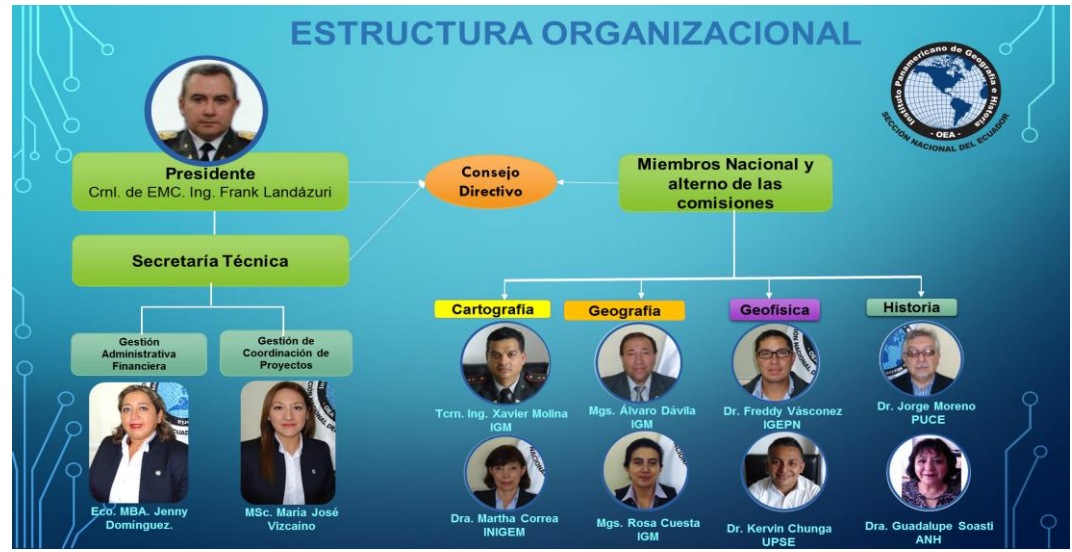 ESTRUCTURA ORGANIZACIONAL
Instituto Panamericano de Geografía e Historia
- OEA -
SECCIÓN NACIONAL DEL ECUADOR
Presidente
Crnl. de EMC. Ing. Frank Landázuri
Consejo
Directivo
Miembros Nacional y
alterno de las
comisiones
Secretaría Técnica
Gestión
Administrativa
Financiera
Gestión de
Coordinación de
Proyectos
Eco. MBA. Jenny
Domínguez.
MSc. María José
Vizcaino
Cartografía
Geografía
Geofísica
Historia
Tcrn. Ing. Xavier Molina
IGM
Mgs. Álvaro Dávila
IGM
Dr. Freddy Vásconez
IGEPN
Dr. Jorge Moreno
PUCE
Dra. Martha Correa
INIGEM
Mgs. Rosa Cuesta
IGM
Dr. Kervin Chunga
UPSE
Dra. Guadalupe Soasti
ANH